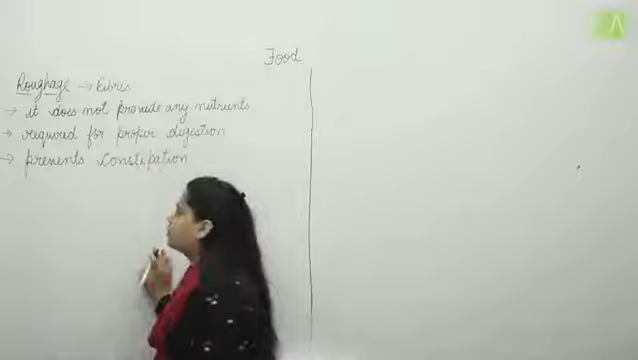 Food
Roughage → Fibres
→ it does not provide any nutrients
→ required for proper digestion
→ prevents constipation